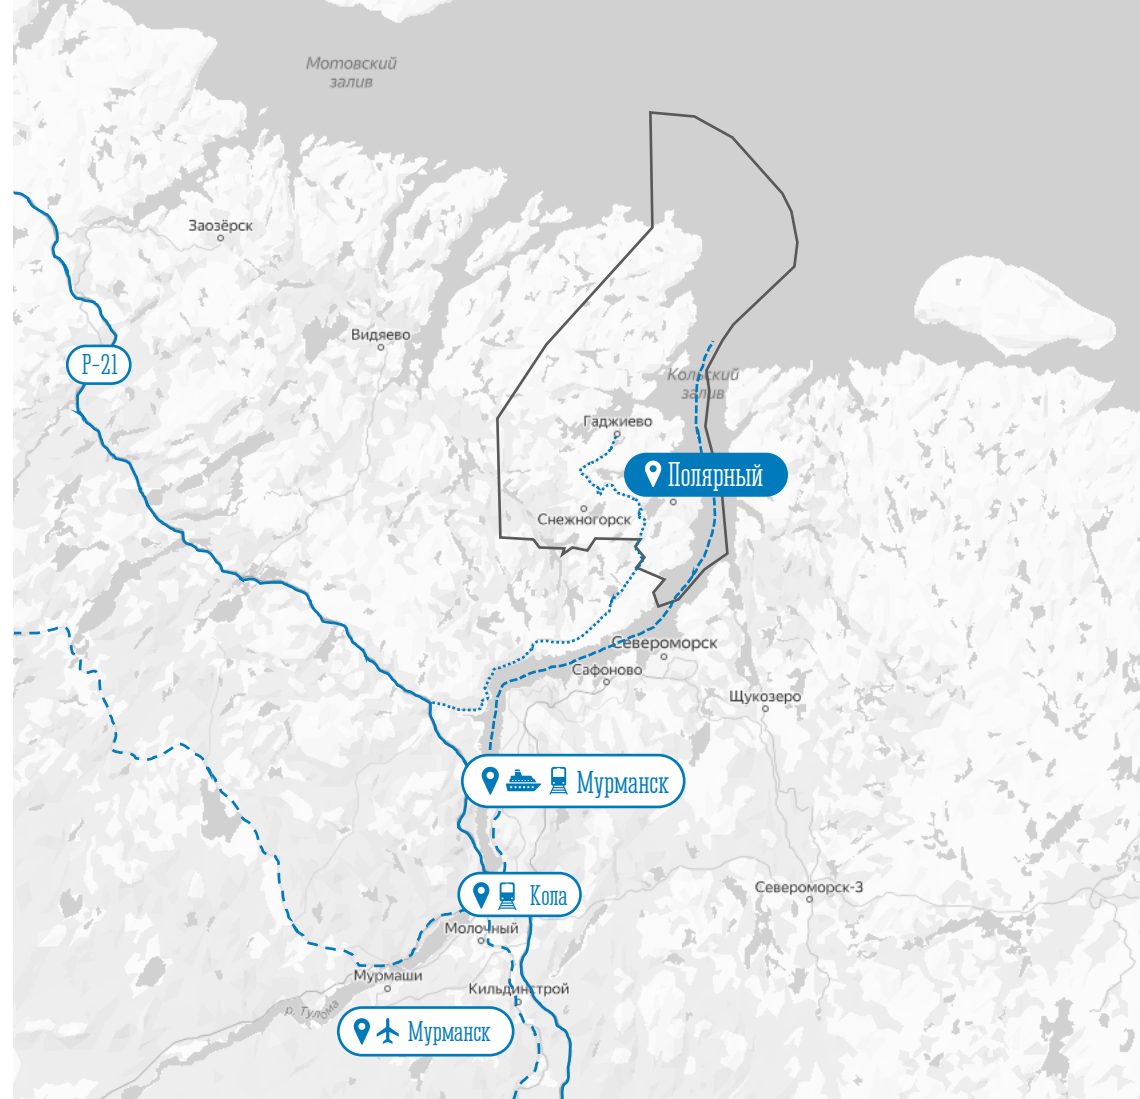 Мотовский
залив
Заозёрск
Видяево
Р-21
Кольский
залив
Гаджиево
Полярный
Снежногорск
Североморск
Сафоново
Щукозеро
Мурманск
Североморск-3
Кола
Молочный
Мурмаши
Кильдинстрой
р. Тулома
Мурманск